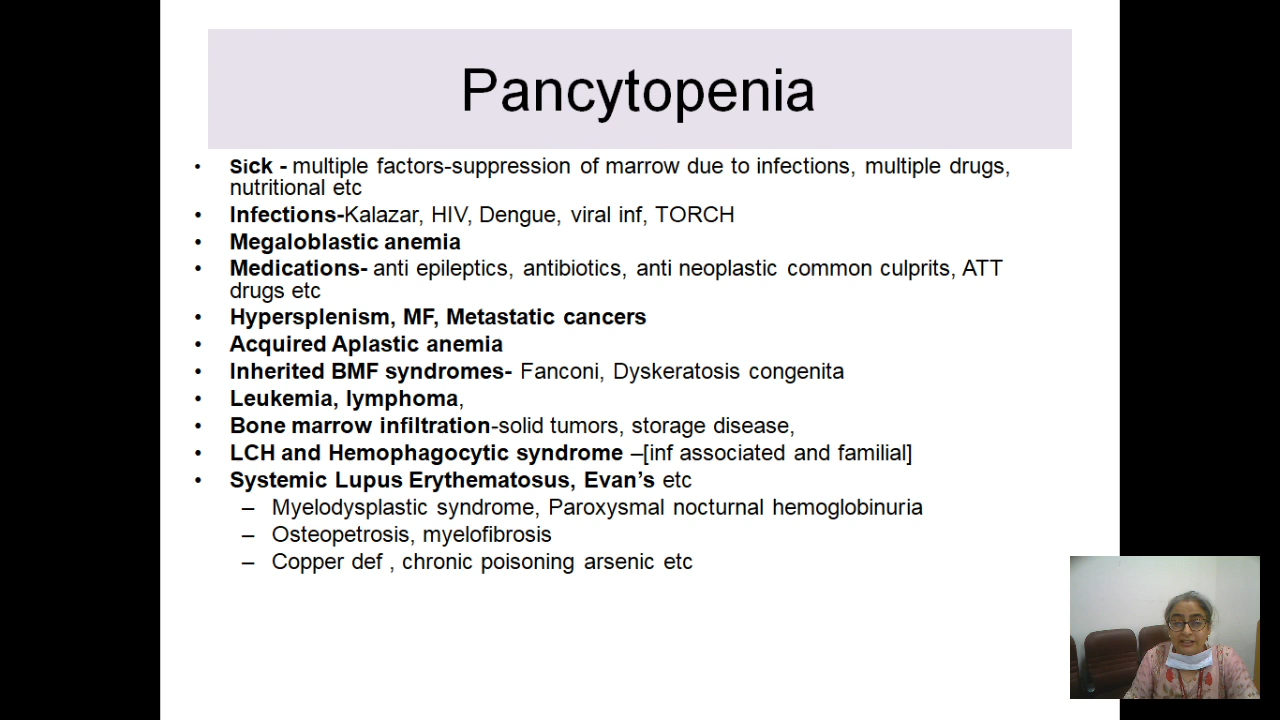 Pancytopenia
• Sick - multiple factors-suppression of marrow due to infections, multiple drugs,
nutritional etc
• Infections-Kalazar, HIV, Dengue, viral inf, TORCH
• Megaloblastic anemia
• Medications- anti epileptics, antibiotics, anti neoplastic common culprits, ATT
drugs etc
• Hypersplenism, MF, Metastatic cancers
• Acquired Aplastic anemia
• Inherited BMF syndromes- Fanconi, Dyskeratosis congenita
• Leukemia, lymphoma,
• Bone marrow infiltration-solid tumors, storage disease,
• LCH and Hemophagocytic syndrome –[inf associated and familial]
• Systemic Lupus Erythematosus, Evan’s etc
– Myelodysplastic syndrome, Paroxysmal nocturnal hemoglobinuria
– Osteopetrosis, myelofibrosis
– Copper def , chronic poisoning arsenic etc